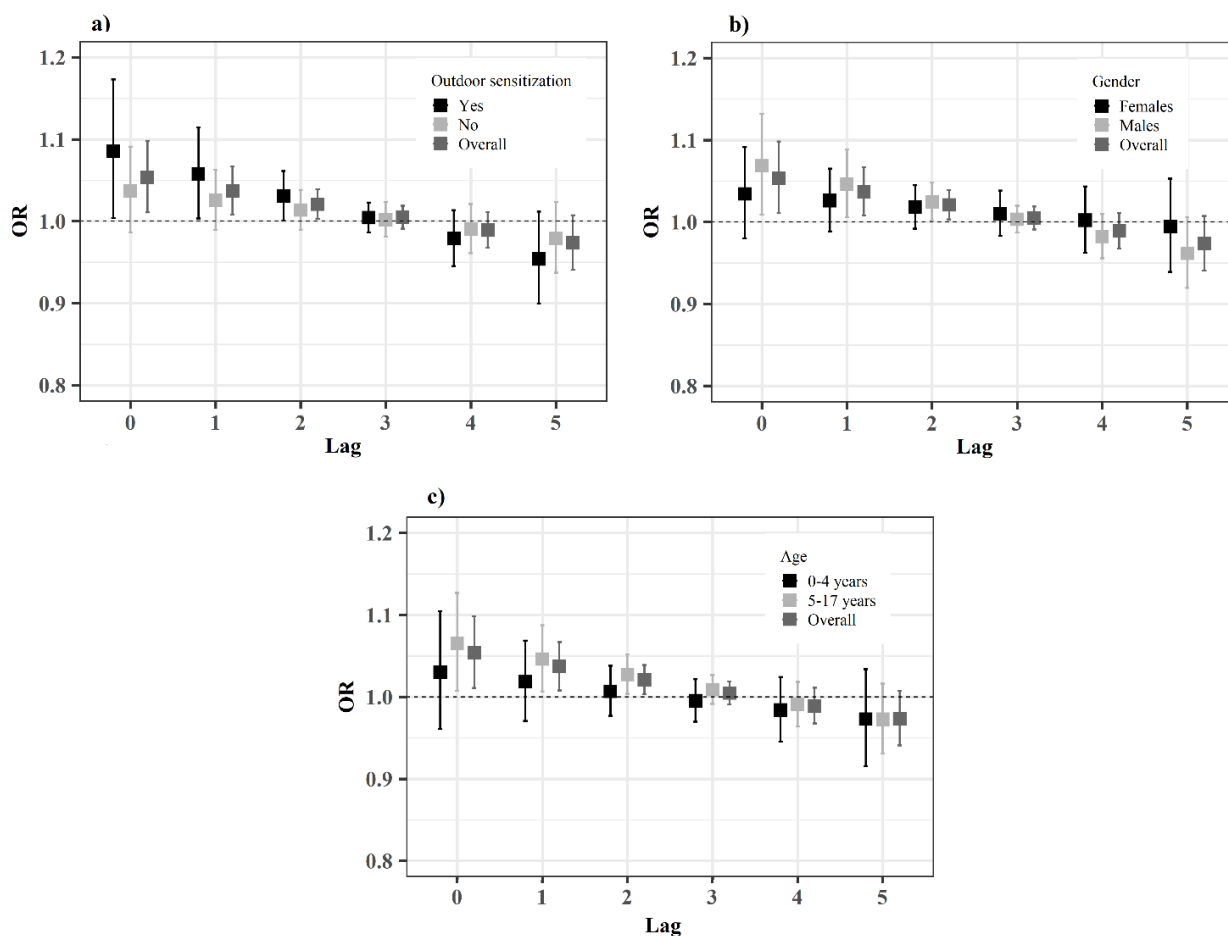 a)
1.2
1.1
1.0
0.9
0.8
OR
Outdoor sensitization
Yes
No
Overall
0 1 2 3 4 5
Lag
b)
1.2
1.1
1.0
0.9
0.8
OR
Gender
Females
Males
Overall
0 1 2 3 4 5
Lag
c)
1.2
1.1
1.0
0.9
0.8
OR
Age
0-4 years
5-17 years
Overall
0 1 2 3 4 5
Lag